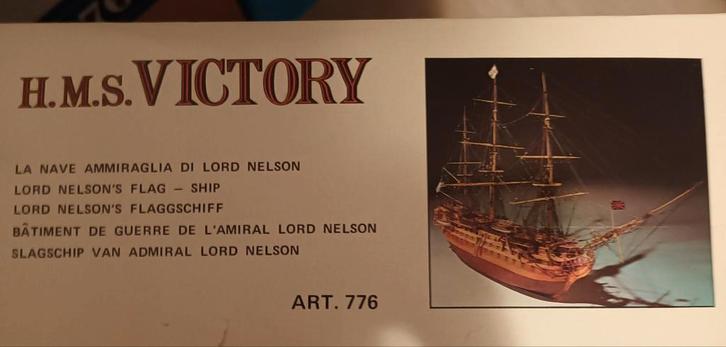 H.M.S. VICTORY
LA NAVE AMMIRAGLIA DI LORD NELSON
LORD NELSON'S FLAG – SHIP
LORD NELSON'S FLAGGSCHIFF
BÂTIMENT DE GUERRE DE L'AMIRAL LORD NELSON
SLAGSCHIP VAN ADMIRAL LORD NELSON
ART. 776